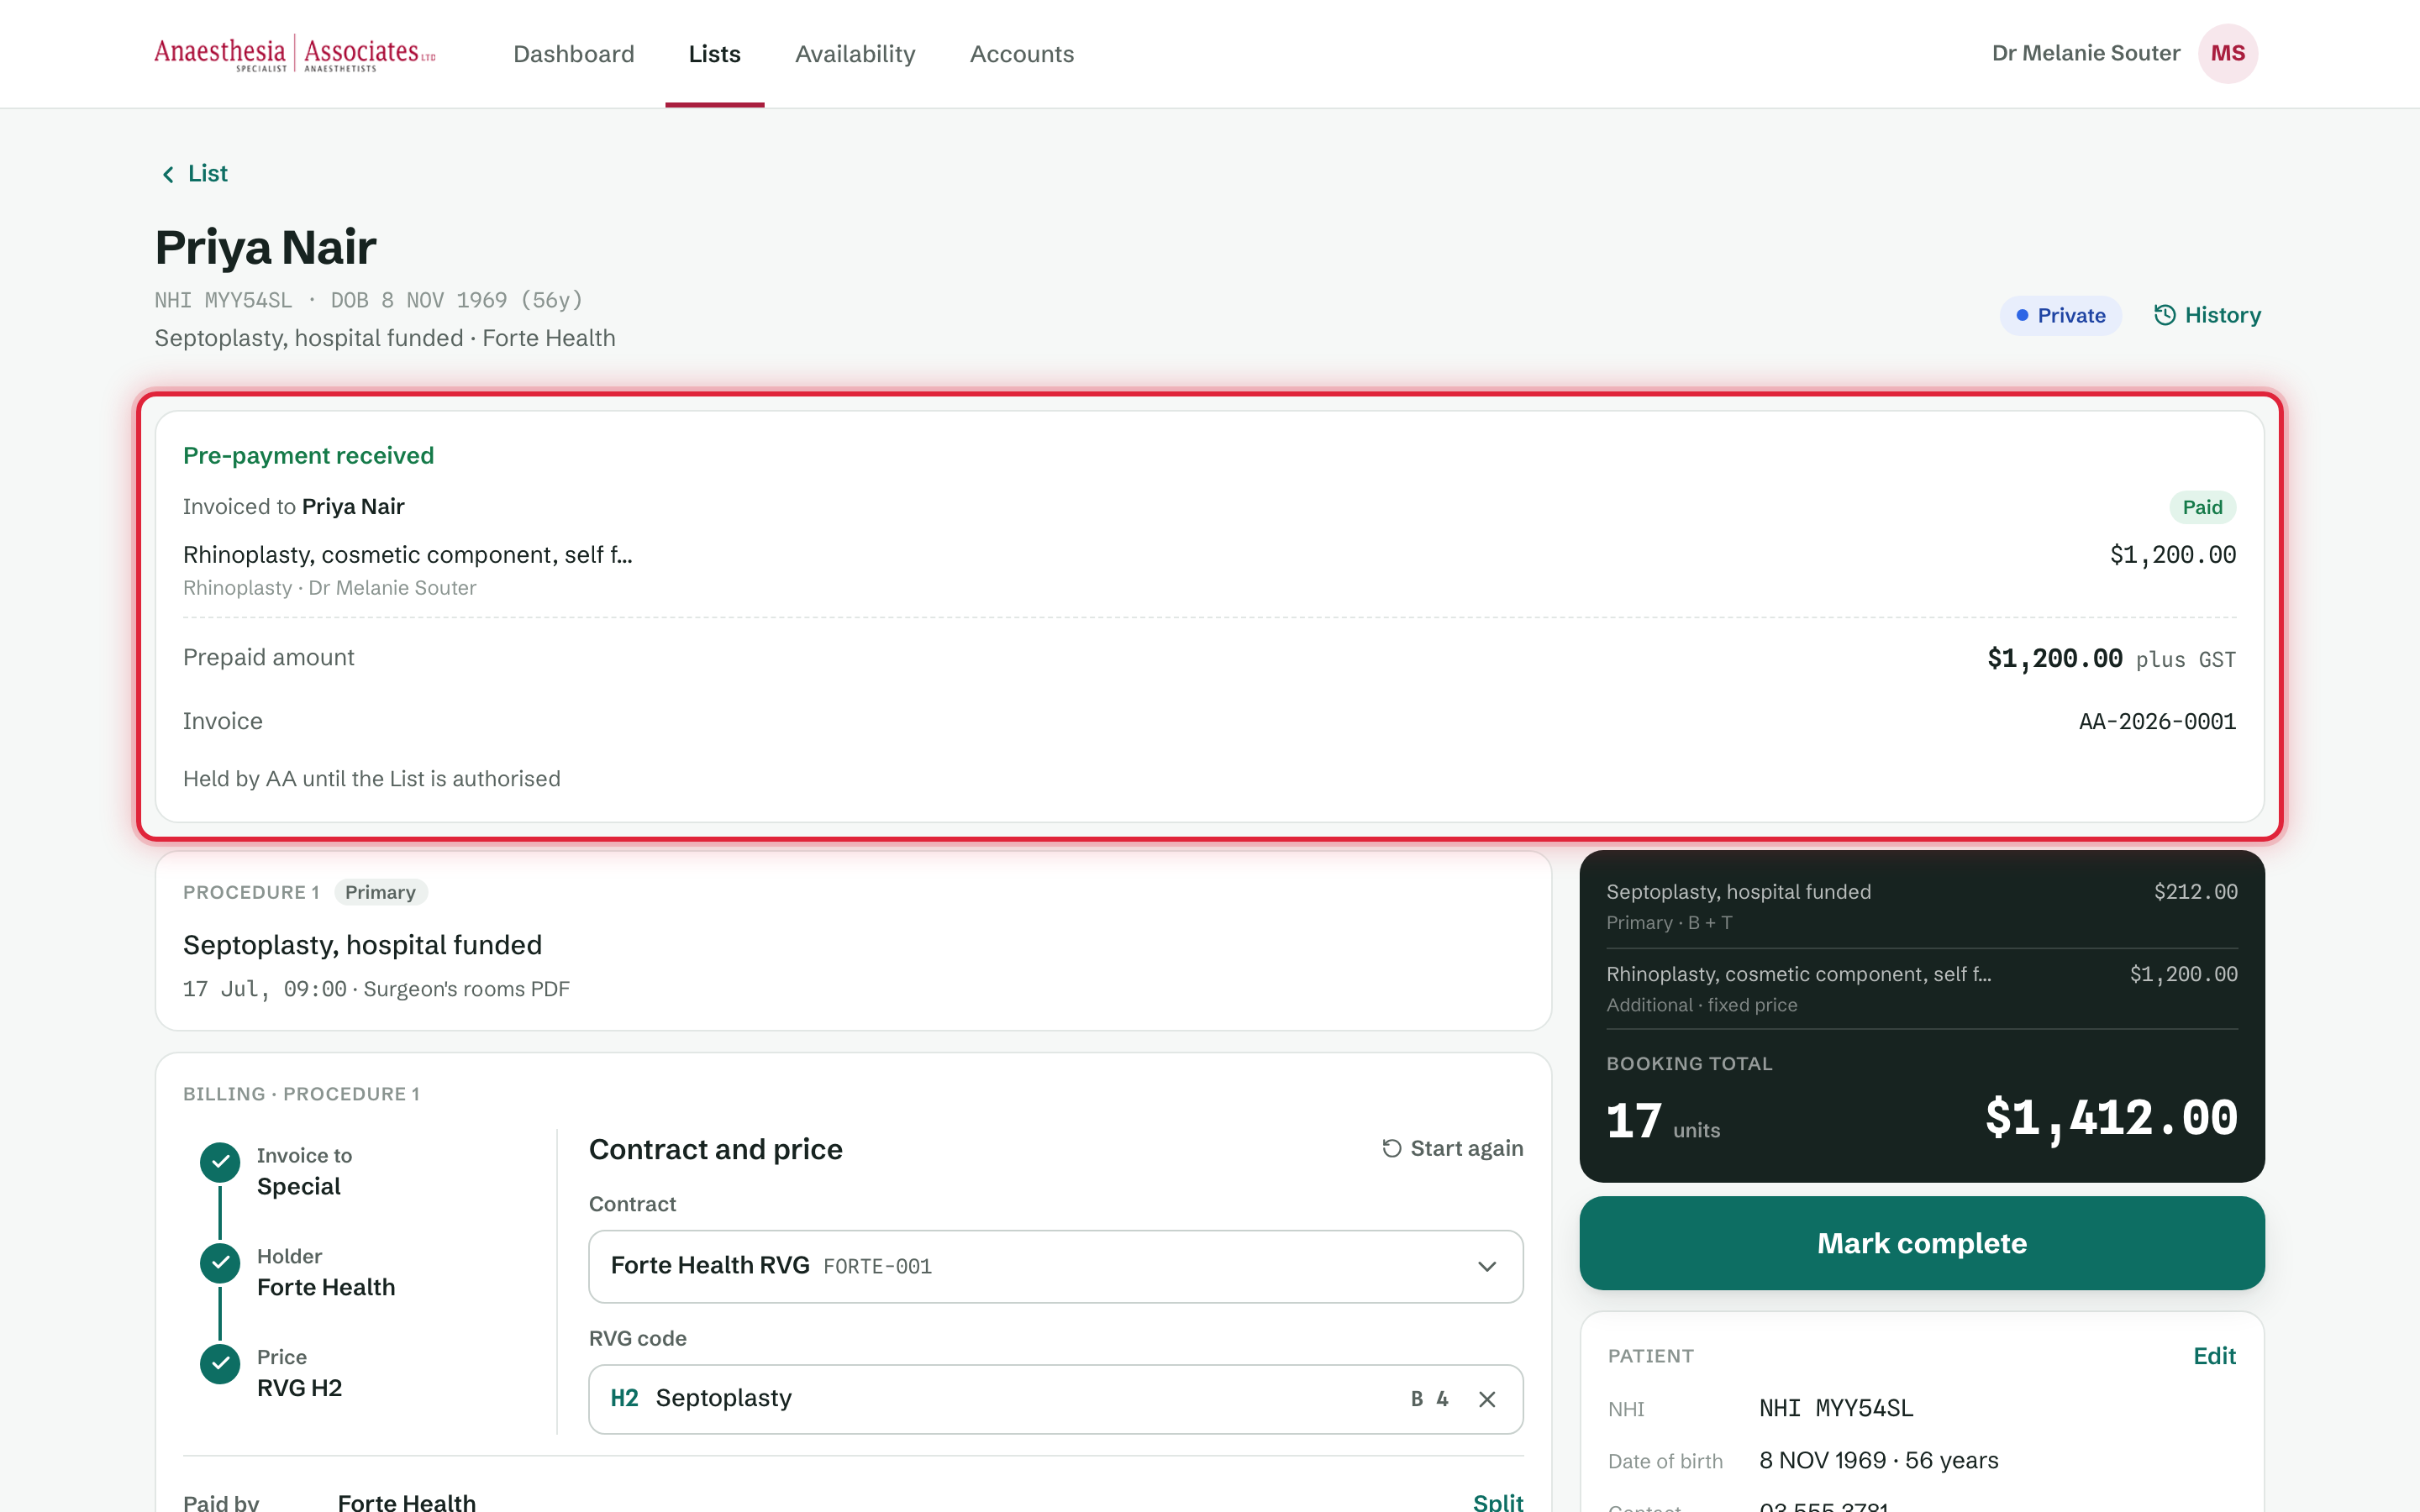 Anaesthesia | Associates LTD
SPECIALIST ANAESTHETISTS
Dashboard
Lists
Availability
Accounts
Dr Melanie Souter
MS
List
Priya Nair
NHI MYY54SL · DOB 8 NOV 1969 (56y)
Septoplasty, hospital funded · Forte Health
Private
History
Pre-payment received
Invoiced to Priya Nair
Paid
Rhinoplasty, cosmetic component, self f...
$1,200.00
Rhinoplasty · Dr Melanie Souter
Prepaid amount
$1,200.00 plus GST
Invoice
AA-2026-0001
Held by AA until the List is authorised
PROCEDURE 1 Primary
Septoplasty, hospital funded
17 Jul, 09:00 · Surgeon's rooms PDF
BILLING · PROCEDURE 1
Invoice to
Special
Holder
Forte Health
Price
RVG H2
Contract and price
Start again
Contract
Forte Health RVG FORTE-001
RVG code
H2 Septoplasty B 4
Paid by Forte Health Split
Septoplasty, hospital funded $212.00
Primary · B + T
Rhinoplasty, cosmetic component, self f... $1,200.00
Additional · fixed price
BOOKING TOTAL
17 units $1,412.00
Mark complete
PATIENT Edit
NHI NHI MYY54SL
Date of birth 8 NOV 1969 · 56 years
Contact 03 555 3781